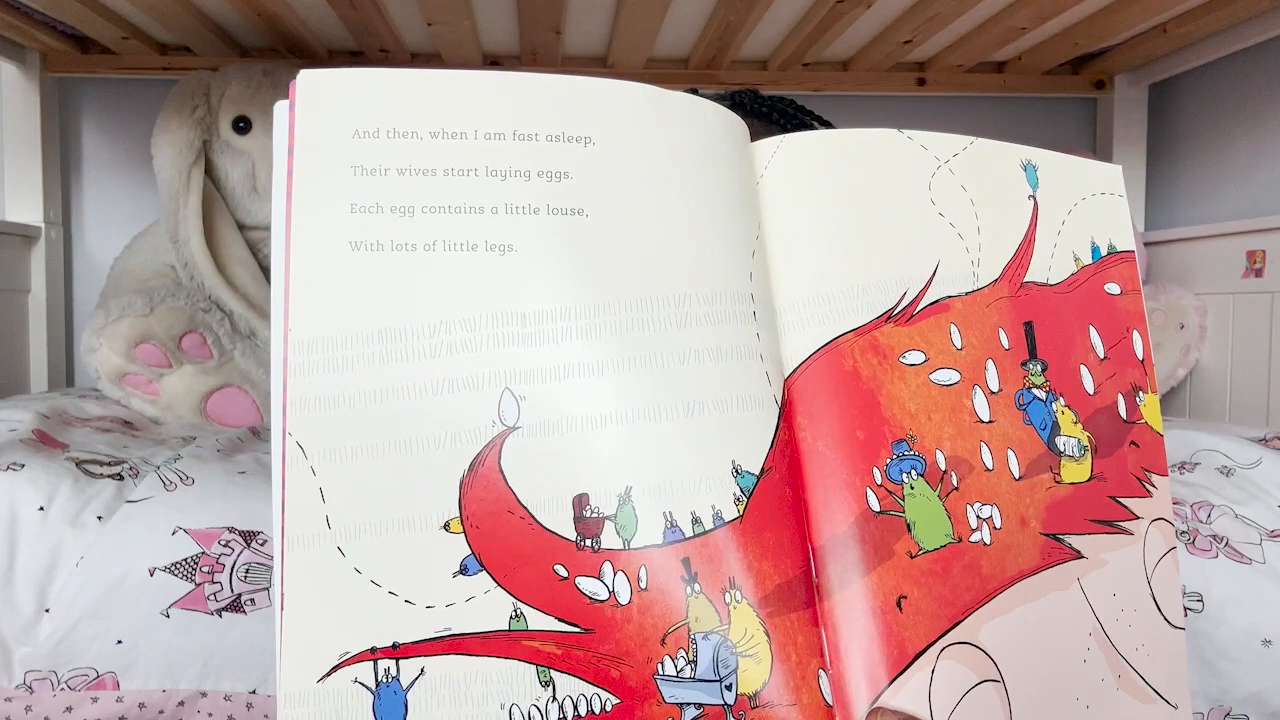 And then, when I am fast asleep,
Their wives start laying eggs.
Each egg contains a little louse,
With lots of little legs.